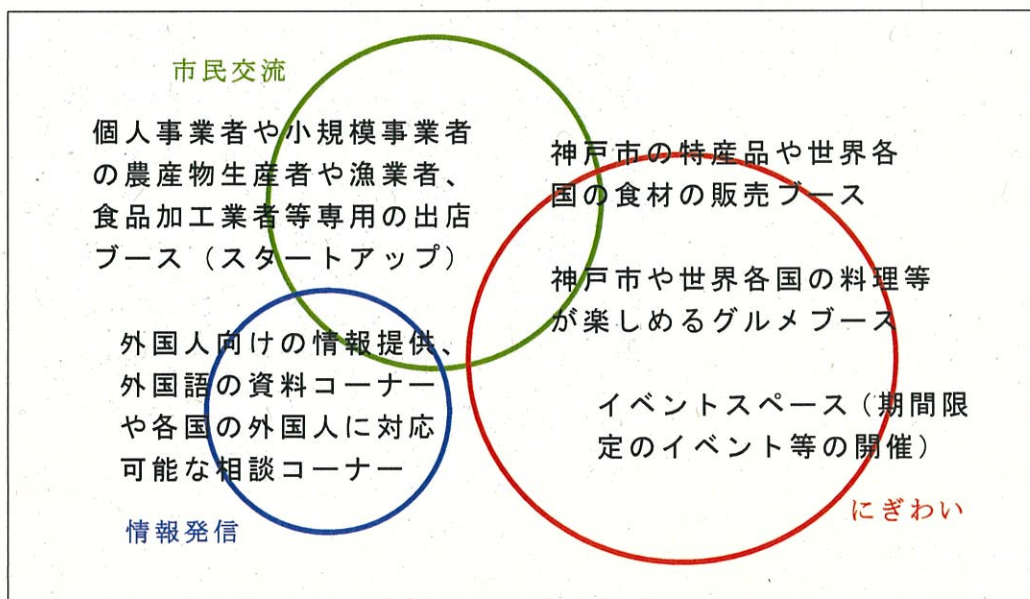 市民交流
個人事業者や小規模事業者
の農産物生産者や漁業者、
食品加工業者等専用の出店
ブース（スタートアップ）
神戸市の特産品や世界各
国の食材の販売ブース
神戸市や世界各国の料理等
が楽しめるグルメブース
外国人向けの情報提供、
外国語の資料コーナー
や各国の外国人に対応
可能な相談コーナー
イベントスペース（期間限
定のイベント等の開催）
情報発信
にぎわい